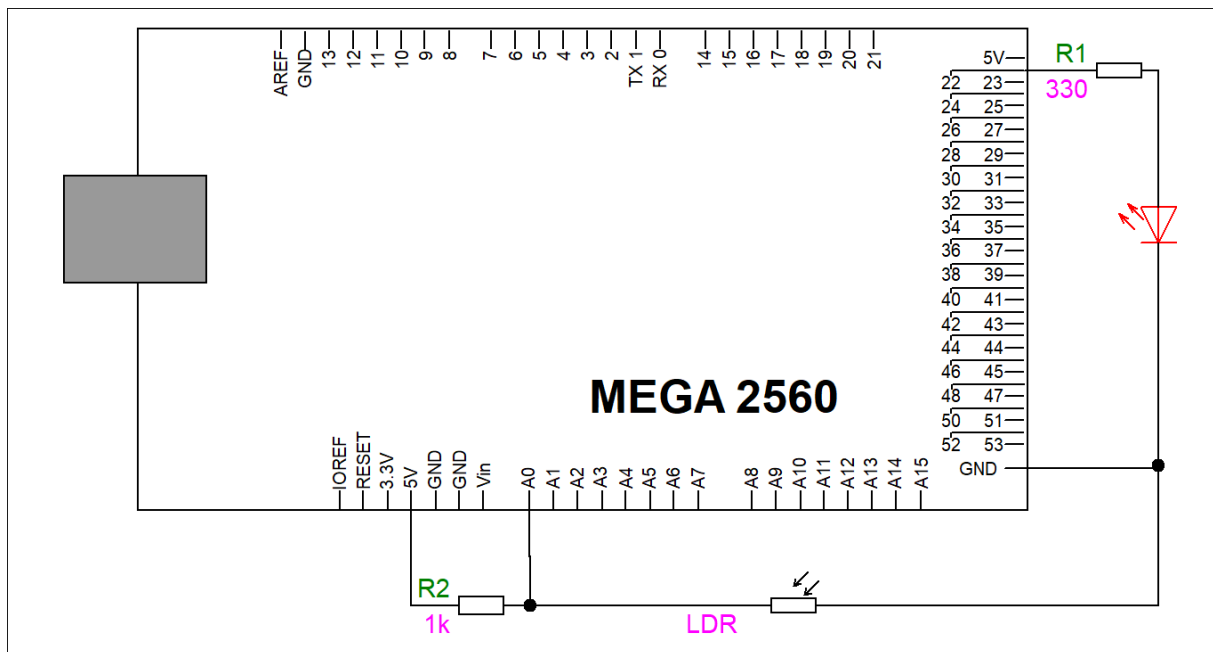 AREF GND 13 12 11 10 9 8 7 6 5 4 3 2 TX 1 RX 0 14 15 16 17 18 19 20 21
5V
R1
330
22 23
24 25
26 27
28 29
30 31
32 33
34 35
36 37
38 39
40 41
42 43
44 44
46 45
48 47
50 51
52 53
GND
MEGA 2560
IOREF RESET 3.3V 5V GND GND Vin A0 A1 A2 A3 A4 A5 A6 A7 A8 A9 A10 A11 A12 A13 A14 A15
R2
1k
LDR